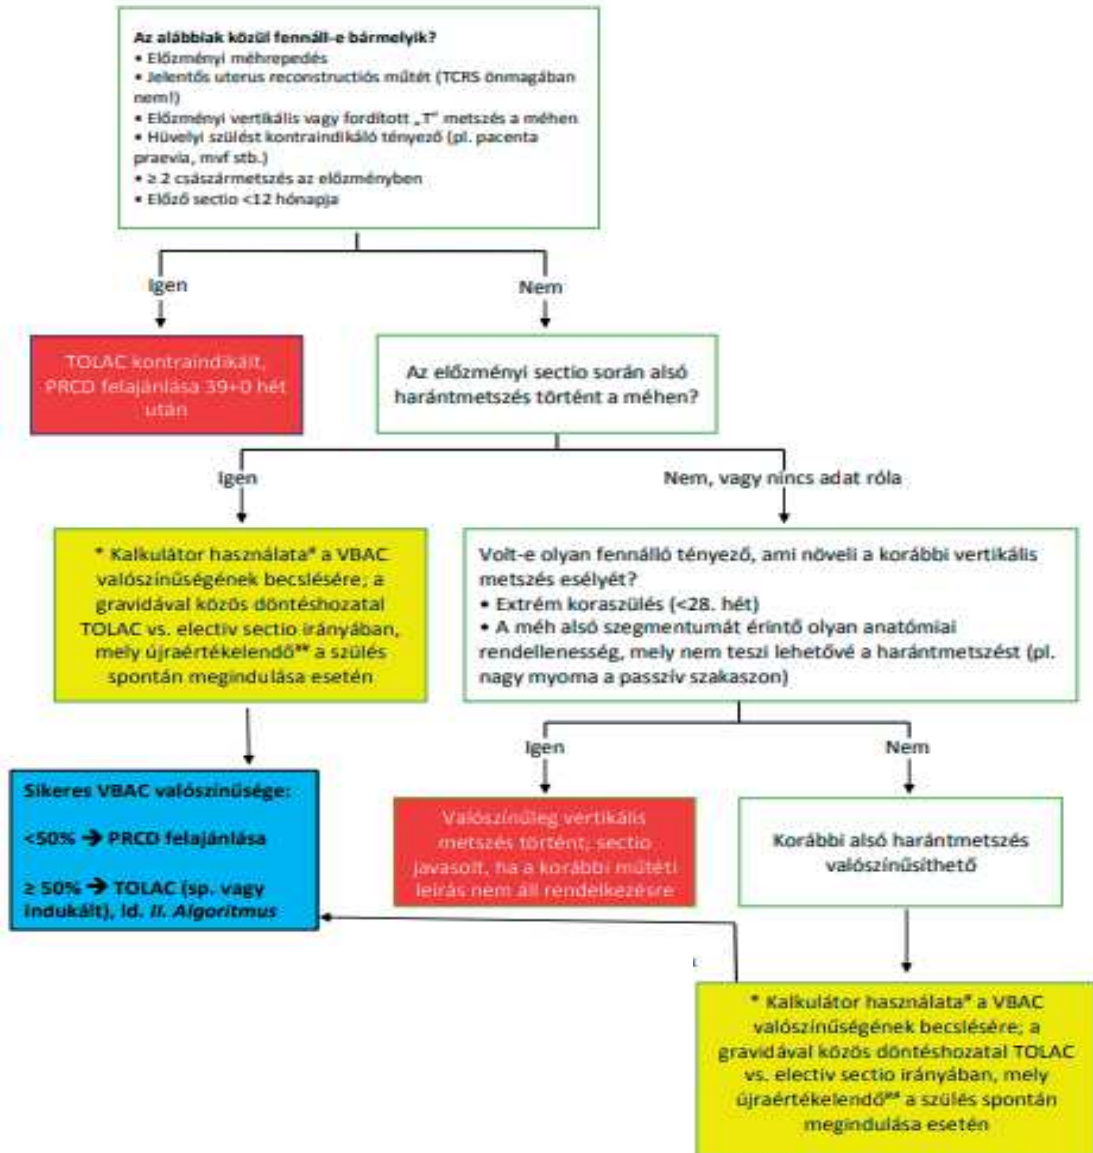 Az alábbiak közül fennáll-e bármelyik?
• Előzményi méhrepedés
• Jelentős uterus reconstructiós műtét (TCRS önmagában
nem!)
• Előzményi vertikális vagy fordított „T" metszés a méhen
• Hüvelyi szülést kontraindikáló tényező (pl. pacenta
praevia, mvf stb.)
• ≥ 2 császármetszés az előzményben
• Előző sectio <12 hónapja
Igen
Nem
TOLAC kontraindikált,
PRCD felajánlása 39+0 hét
után
Az előzményi sectio során alsó
harántmetszés történt a méhen?
Igen
Nem, vagy nincs adat róla
* Kalkulátor használata# a VBAC
valószínűségének becslésére; a
gravidával közös döntéshozatal
TOLAC vs. electiv sectio irányában,
mely újraértékelendő## a szülés
spontán megindulása esetén
Volt-e olyan fennálló tényező, ami növeli a korábbi vertikális
metszés esélyét?
• Extrém koraszülés (<28. hét)
• A méh alsó szegmentumát érintő olyan anatómiai
rendellenesség, mely nem teszi lehetővé a harántmetszést (pl.
nagy myoma a passzív szakaszon)
Igen
Nem
Sikeres VBAC valószínűsége:
<50% ➔ PRCD felajánlása
≥ 50% ➔ TOLAC (sp. vagy
indukált), ld. II. Algoritmus
Valószínűleg vertikális
metszés történt, sectio
javasolt, ha a korábbi műtéti
leírás nem áll rendelkezésre
Korábbi alsó harántmetszés
valószínűsíthető
* Kalkulátor használata# a VBAC
valószínűségének becslésére; a
gravidával közös döntéshozatal TOLAC
vs. electiv sectio irányában, mely
újraértékelendő## a szülés spontán
megindulása esetén